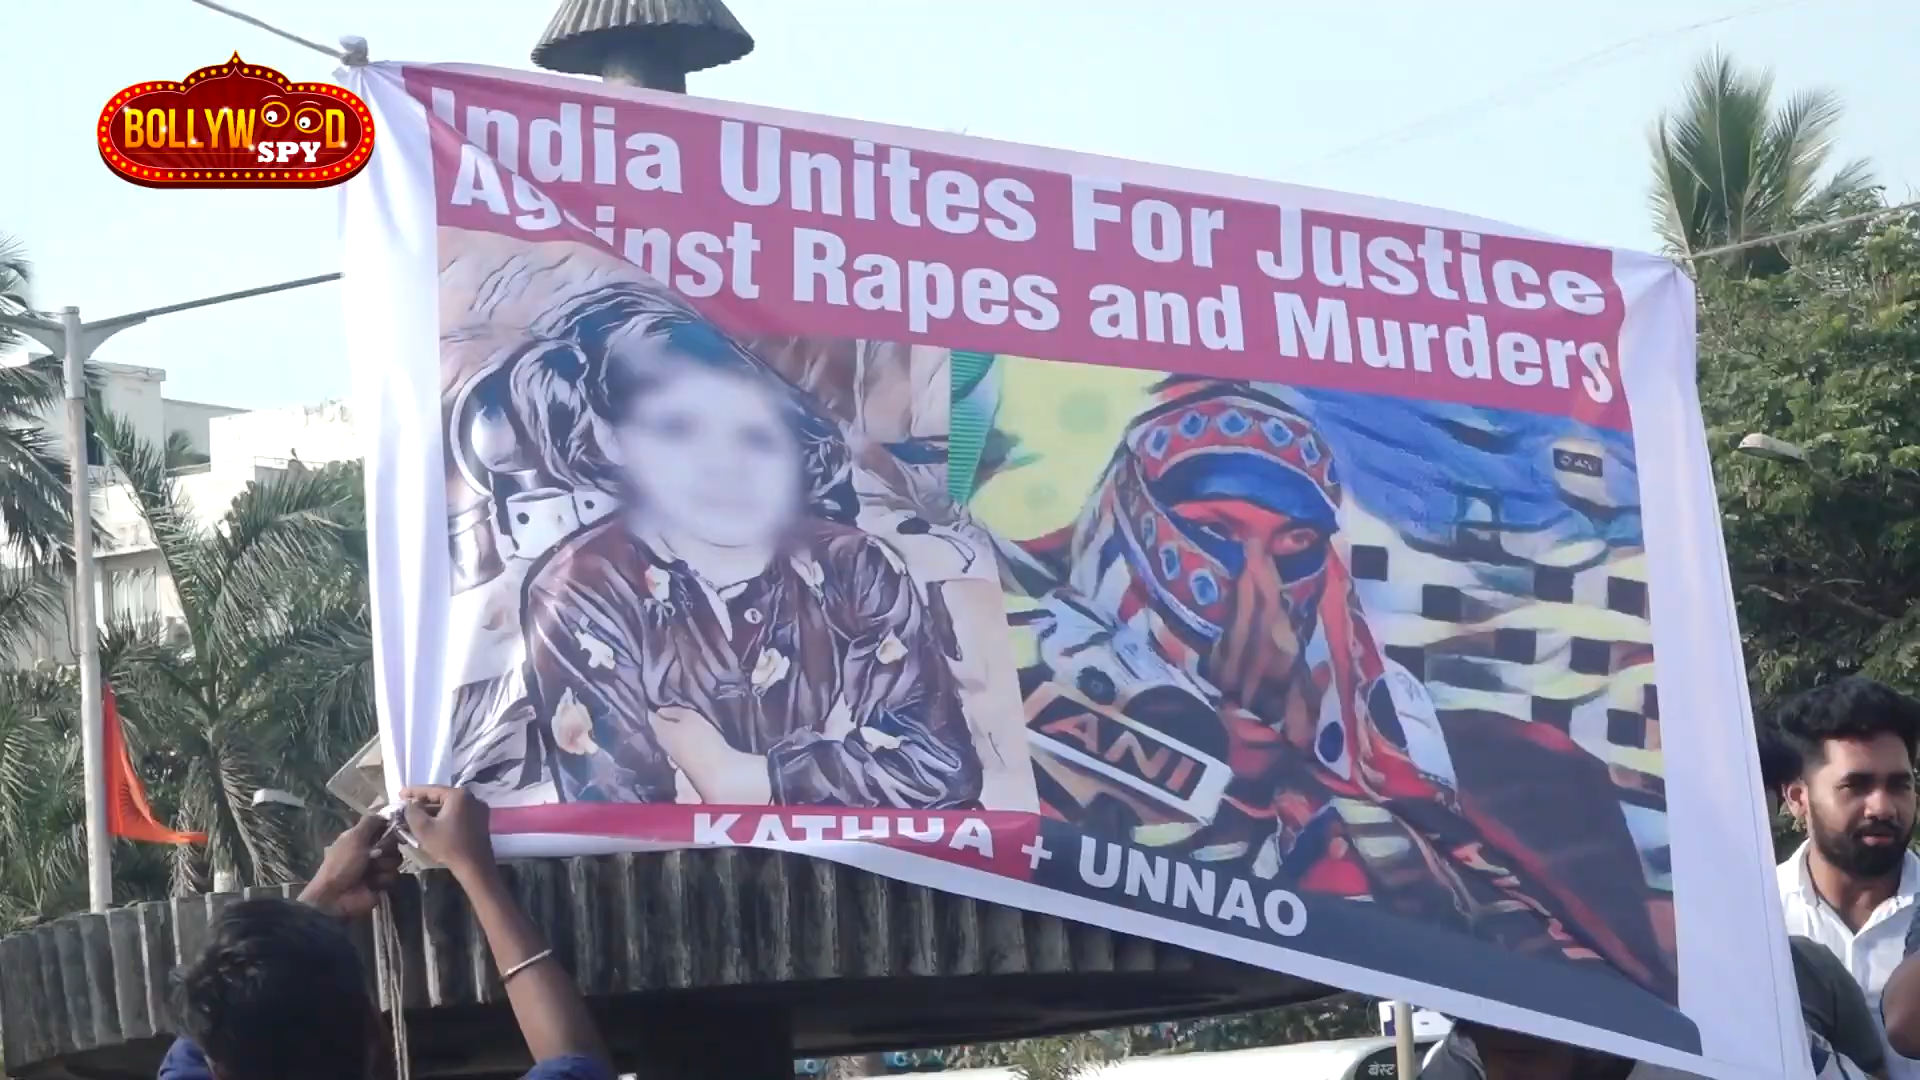 BOLLYWOOD
SPY
India Unites For Justice
Against Rapes and Murders
ANI
ANI
KATHUA + UNNAO
बेस्ट